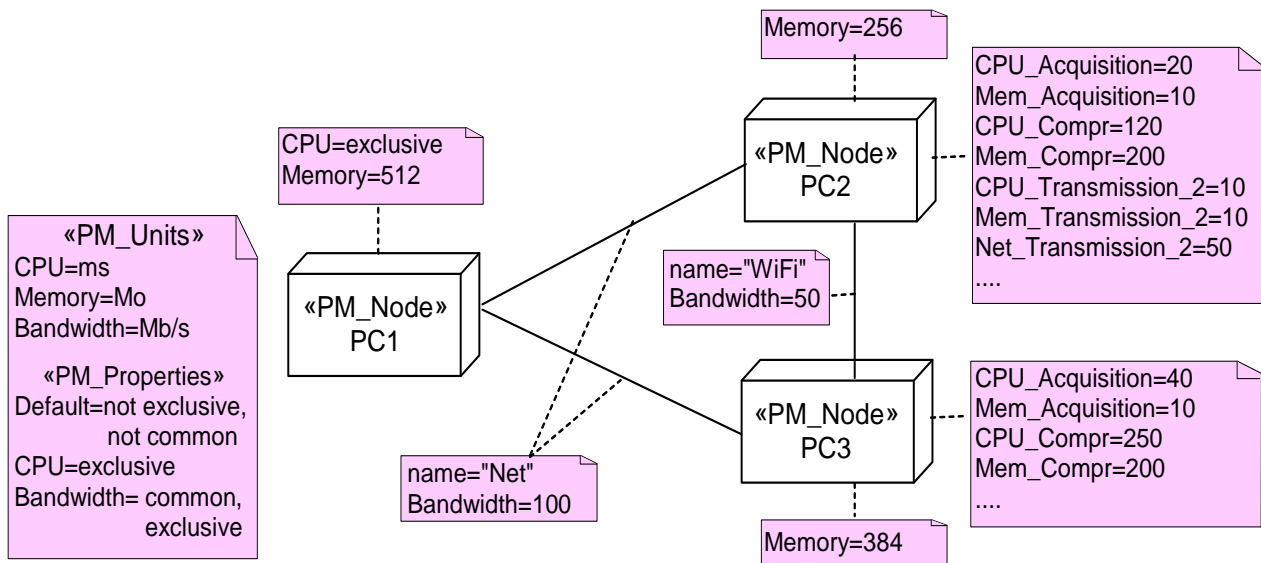 «PM_Units»
CPU=ms
Memory=Mo
Bandwidth=Mb/s
«PM_Properties»
Default=not exclusive,
not common
CPU=exclusive
Bandwidth= common,
exclusive
CPU=exclusive
Memory=512
«PM_Node»
PC1
name="Net"
Bandwidth=100
Memory=256
«PM_Node»
PC2
name="WiFi"
Bandwidth=50
«PM_Node»
PC3
Memory=384
CPU_Acquisition=20
Mem_Acquisition=10
CPU_Compr=120
Mem_Compr=200
CPU_Transmission_2=10
Mem_Transmission_2=10
Net_Transmission_2=50
....
CPU_Acquisition=40
Mem_Acquisition=10
CPU_Compr=250
Mem_Compr=200
....